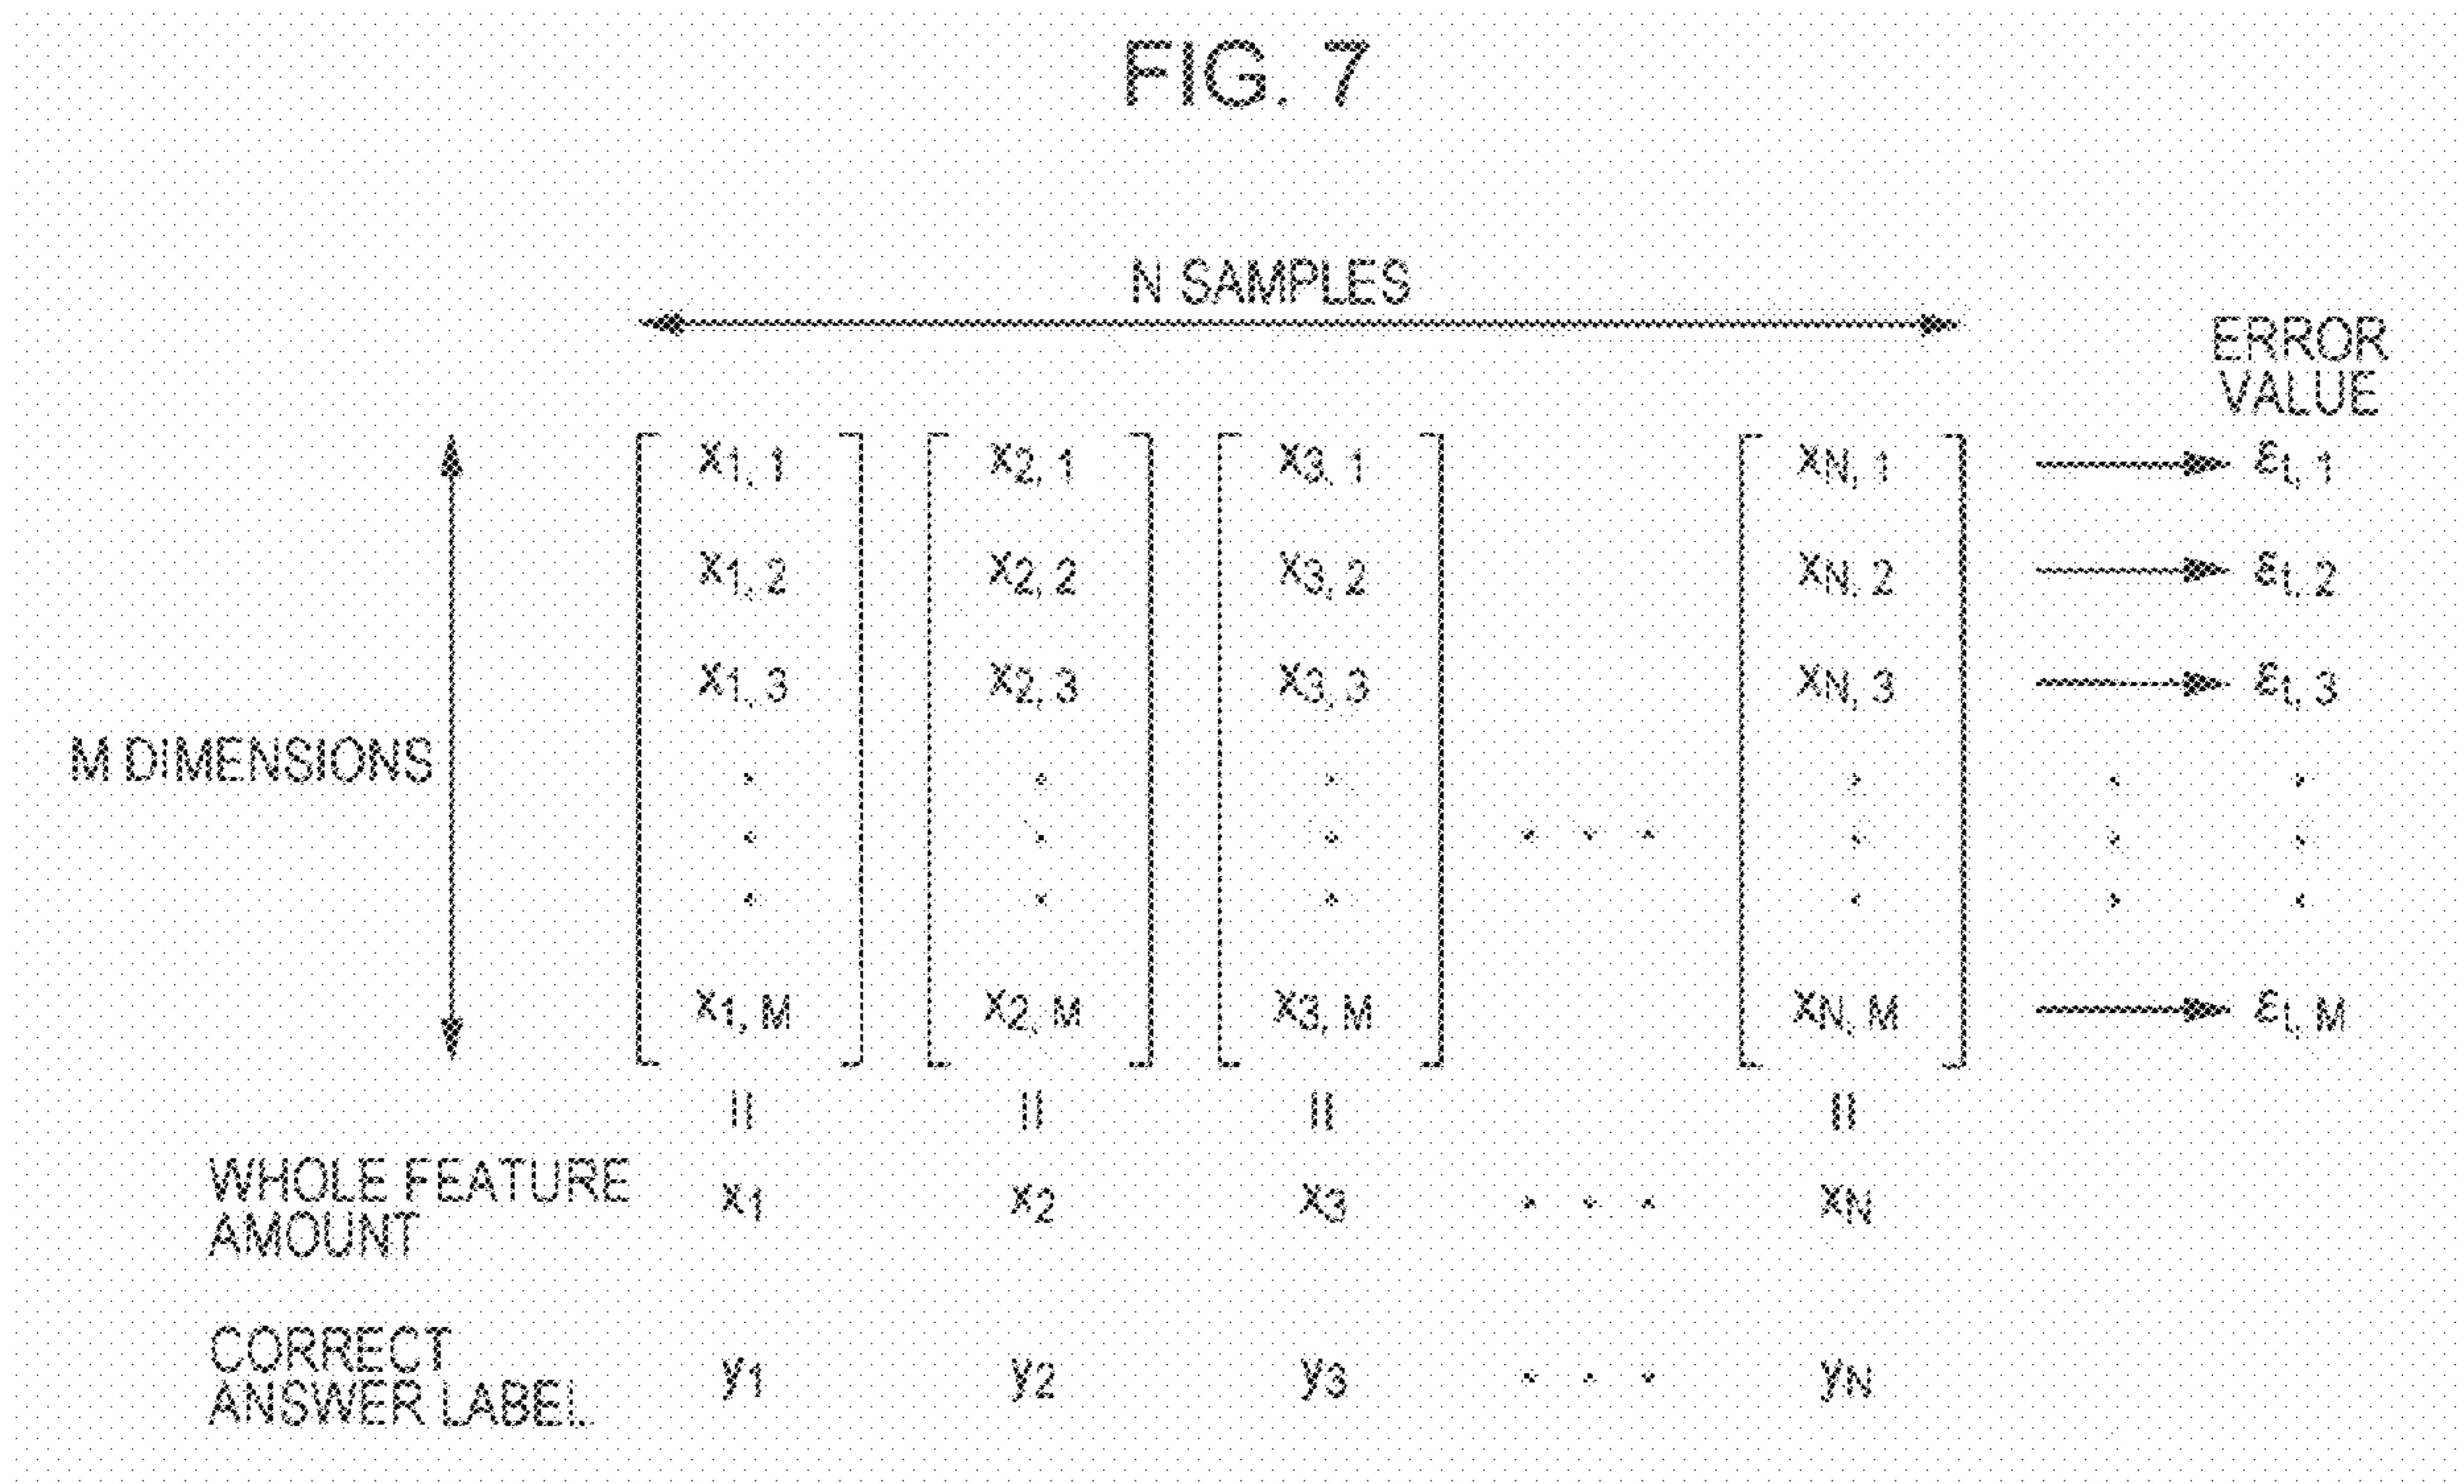 FIG. 7
N SAMPLES
ERROR
VALUE
x1, 1 x2, 1 x3, 1 xN, 1 εt, 1
x1, 2 x2, 2 x3, 2 xN, 2 εt, 2
x1, 3 x2, 3 x3, 3 xN, 3 εt, 3
M DIMENSIONS
x1, M x2, M x3, M . . . xN, M εt, M
WHOLE FEATURE
AMOUNT
x1 x2 x3 . . . xN
CORRECT
ANSWER LABEL
y1 y2 y3 . . . yN